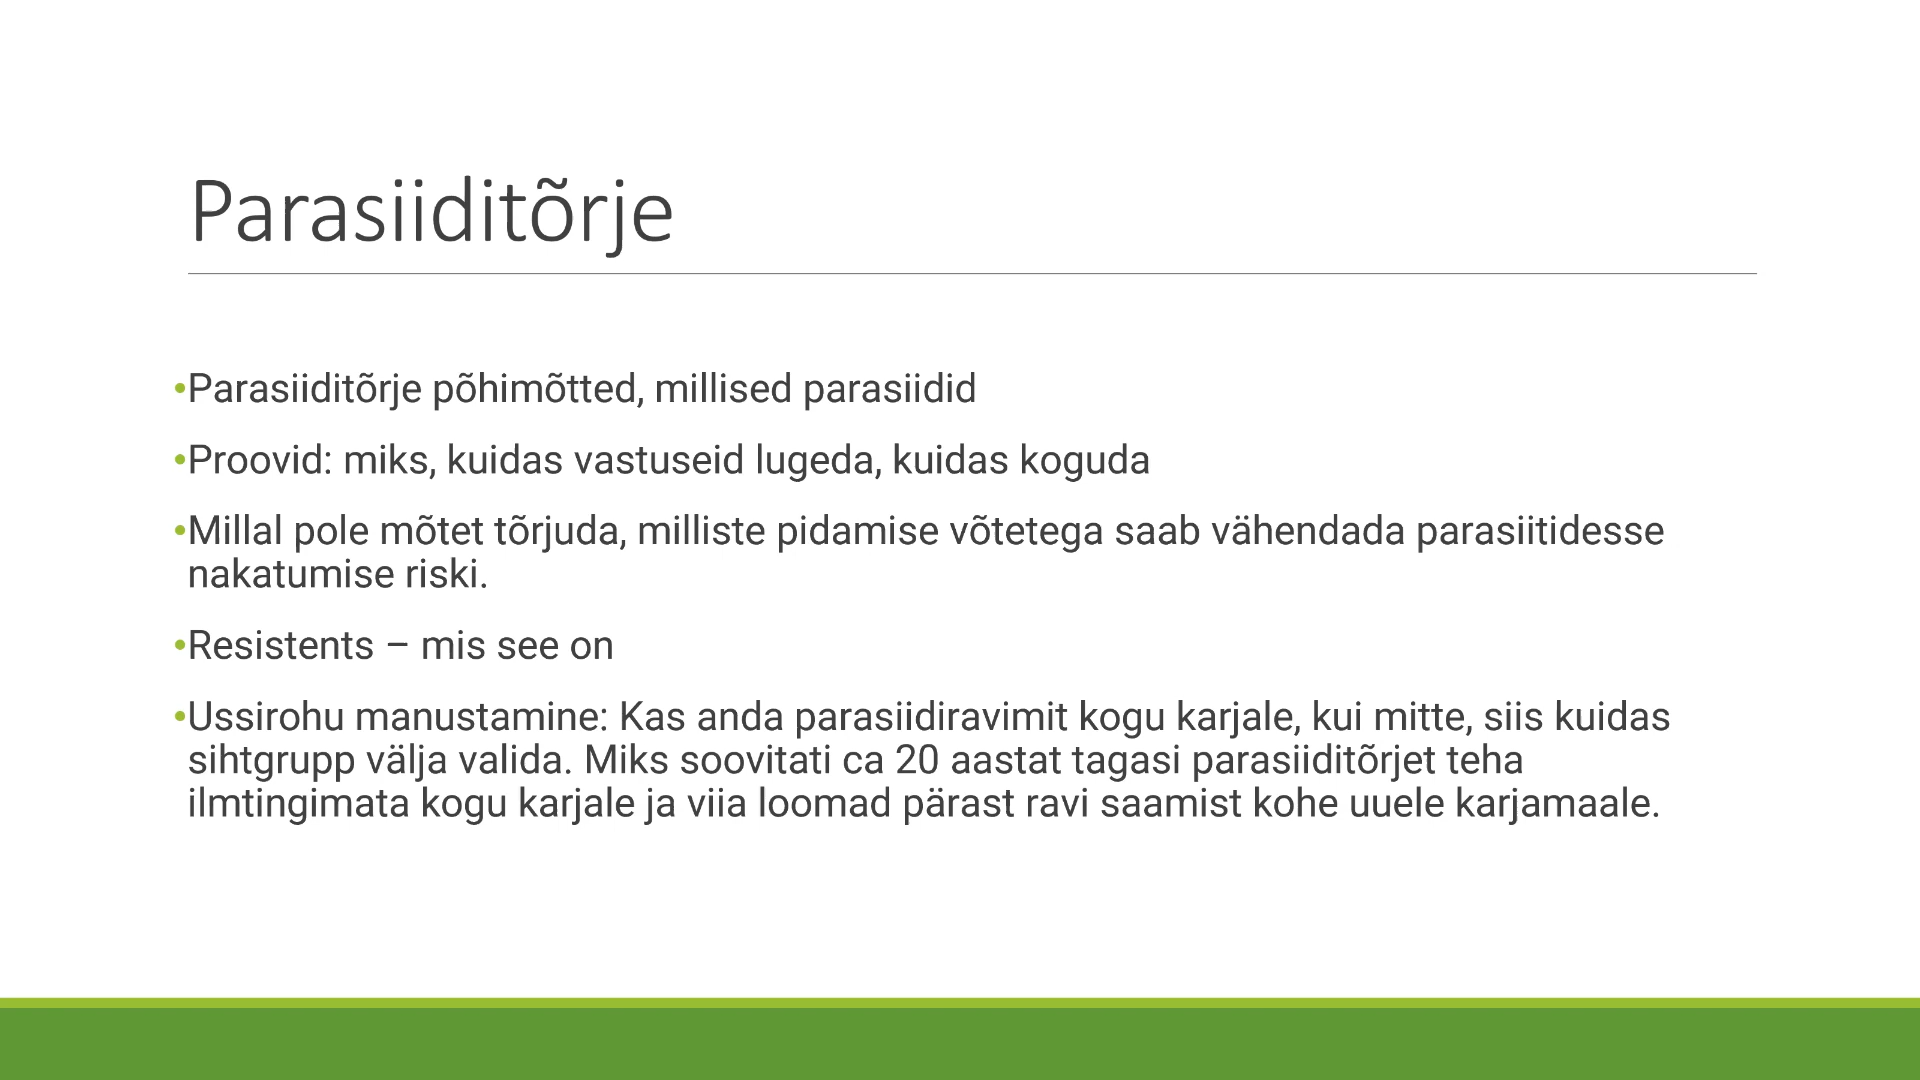 Parasiiditõrje
•Parasiiditõrje põhimõtted, millised parasiidid
•Proovid: miks, kuidas vastuseid lugeda, kuidas koguda
•Millal pole mõtet tõrjuda, milliste pidamise võtetega saab vähendada parasiitidesse
nakatumise riski.
•Resistents – mis see on
•Ussirohu manustamine: Kas anda parasiidiravimit kogu karjale, kui mitte, siis kuidas
sihtgrupp välja valida. Miks soovitati ca 20 aastat tagasi parasiiditõrjet teha
ilmtingimata kogu karjale ja viia loomad pärast ravi saamist kohe uuele karjamaale.